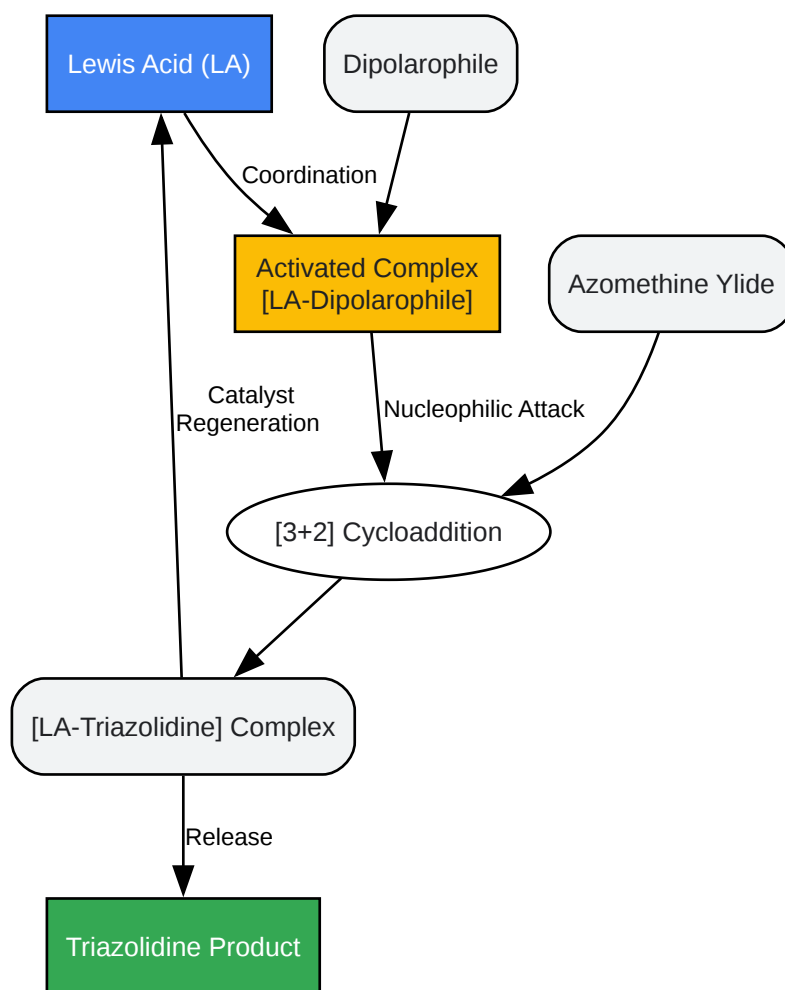 Lewis Acid (LA)
Dipolarophile
Coordination
Activated Complex
[LA-Dipolarophile]
Azomethine Ylide
Catalyst
Regeneration
Nucleophilic Attack
[3+2] Cycloaddition
[LA-Triazolidine] Complex
Release
Triazolidine Product